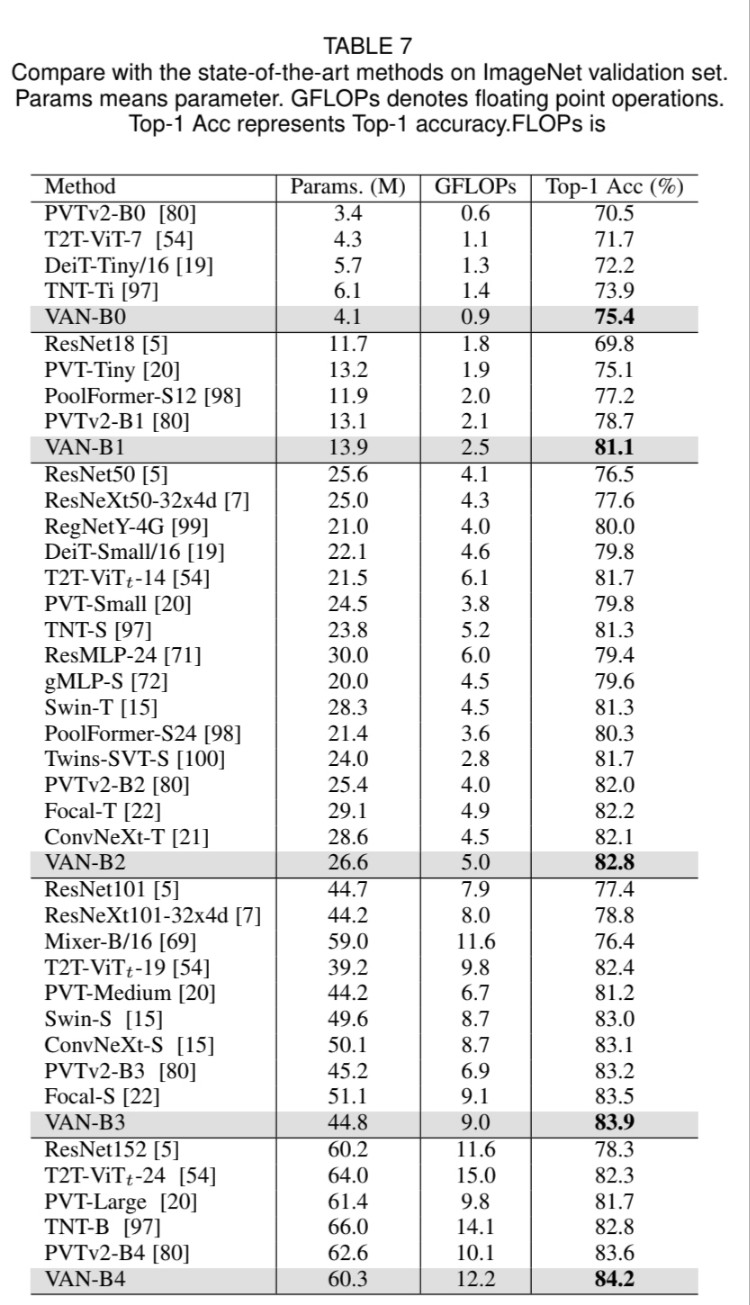 TABLE 7
Compare with the state-of-the-art methods on ImageNet validation set.
Params means parameter. GFLOPs denotes floating point operations.
Top-1 Acc represents Top-1 accuracy.FLOPs is
Method Params. (M) GFLOPs Top-1 Acc (%)
PVTv2-B0 [80] 3.4 0.6 70.5
T2T-ViT-7 [54] 4.3 1.1 71.7
DeiT-Tiny/16 [19] 5.7 1.3 72.2
TNT-Ti [97] 6.1 1.4 73.9
VAN-B0 4.1 0.9 75.4
ResNet18 [5] 11.7 1.8 69.8
PVT-Tiny [20] 13.2 1.9 75.1
PoolFormer-S12 [98] 11.9 2.0 77.2
PVTv2-B1 [80] 13.1 2.1 78.7
VAN-B1 13.9 2.5 81.1
ResNet50 [5] 25.6 4.1 76.5
ResNeXt50-32x4d [7] 25.0 4.3 77.6
RegNetY-4G [99] 21.0 4.0 80.0
DeiT-Small/16 [19] 22.1 4.6 79.8
T2T-ViTt-14 [54] 21.5 6.1 81.7
PVT-Small [20] 24.5 3.8 79.8
TNT-S [97] 23.8 5.2 81.3
ResMLP-24 [71] 30.0 6.0 79.4
gMLP-S [72] 20.0 4.5 79.6
Swin-T [15] 28.3 4.5 81.3
PoolFormer-S24 [98] 21.4 3.6 80.3
Twins-SVT-S [100] 24.0 2.8 81.7
PVTv2-B2 [80] 25.4 4.0 82.0
Focal-T [22] 29.1 4.9 82.2
ConvNeXt-T [21] 28.6 4.5 82.1
VAN-B2 26.6 5.0 82.8
ResNet101 [5] 44.7 7.9 77.4
ResNeXt101-32x4d [7] 44.2 8.0 78.8
Mixer-B/16 [69] 59.0 11.6 76.4
T2T-ViTt-19 [54] 39.2 9.8 82.4
PVT-Medium [20] 44.2 6.7 81.2
Swin-S [15] 49.6 8.7 83.0
ConvNeXt-S [15] 50.1 8.7 83.1
PVTv2-B3 [80] 45.2 6.9 83.2
Focal-S [22] 51.1 9.1 83.5
VAN-B3 44.8 9.0 83.9
ResNet152 [5] 60.2 11.6 78.3
T2T-ViTt-24 [54] 64.0 15.0 82.3
PVT-Large [20] 61.4 9.8 81.7
TNT-B [97] 66.0 14.1 82.8
PVTv2-B4 [80] 62.6 10.1 83.6
VAN-B4 60.3 12.2 84.2